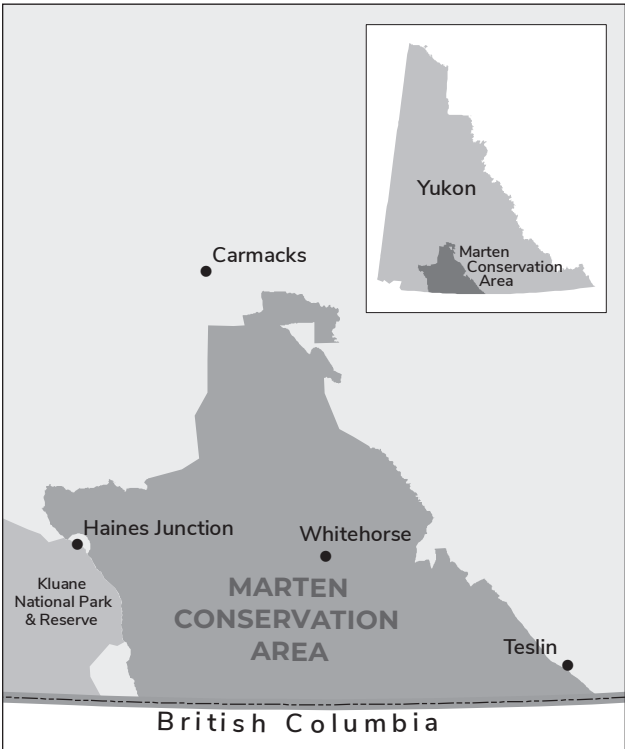 Yukon
Marten
Conservation
Area
Carmacks
Haines Junction
Whitehorse
Kluane
National Park
& Reserve
MARTEN
CONSERVATION
AREA
Teslin
British Columbia